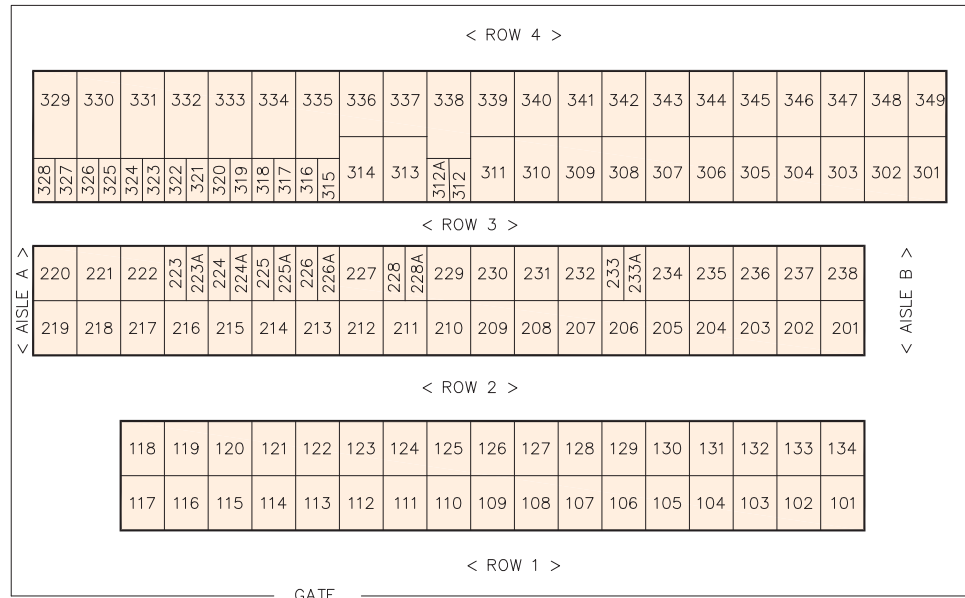 < ROW 4 >
329 330 331 332 333 334 335 336 337 338 339 340 341 342 343 344 345 346 347 348 349
328 327 326 325 324 323 322 321 320 319 318 317 316 315 314 313 312A 312 311 310 309 308 307 306 305 304 303 302 301
< ROW 3 >
< AISLE A >
220 221 222 223 223A 224 224A 225 225A 226 226A 227 228 228A 229 230 231 232 233 233A 234 235 236 237 238
219 218 217 216 215 214 213 212 211 210 209 208 207 206 205 204 203 202 201
< AISLE B >
< ROW 2 >
118 119 120 121 122 123 124 125 126 127 128 129 130 131 132 133 134
117 116 115 114 113 112 111 110 109 108 107 106 105 104 103 102 101
< ROW 1 >
GATE